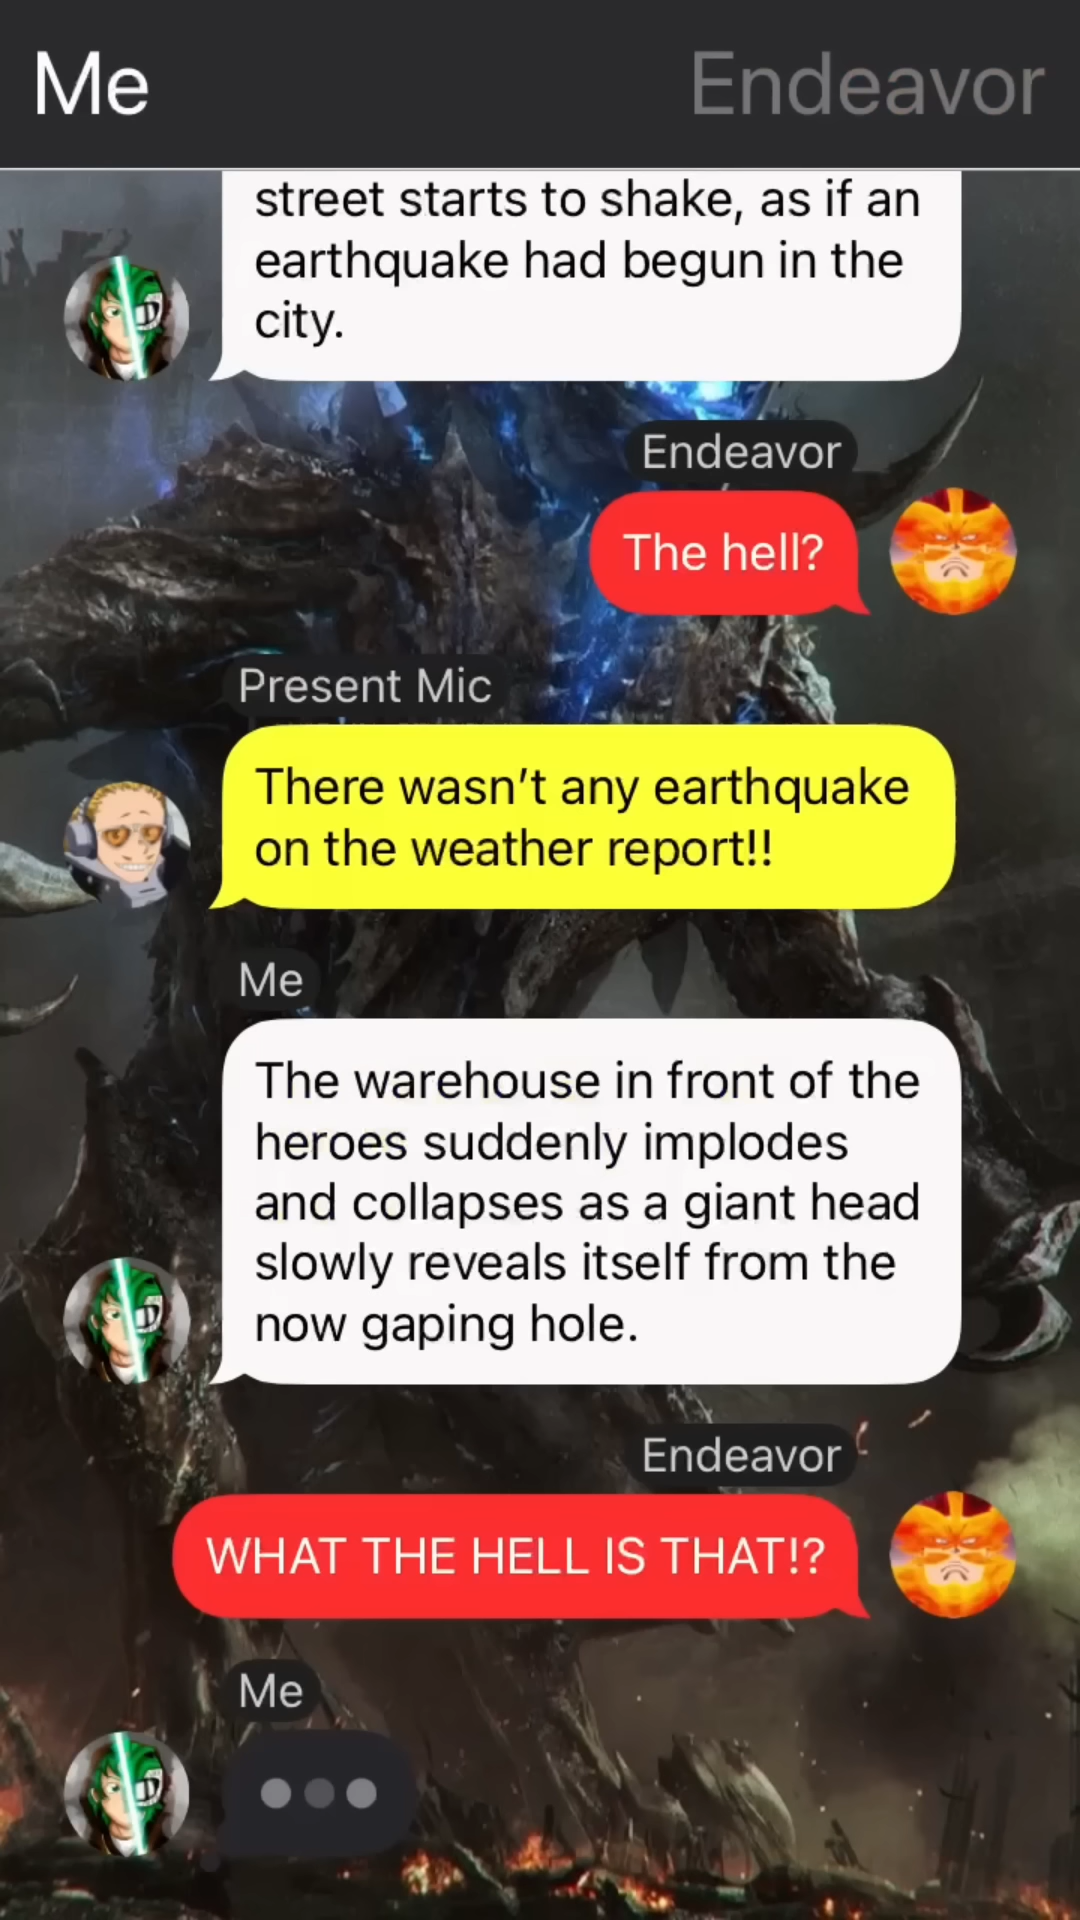 Me
Endeavor
street starts to shake, as if an
earthquake had begun in the
city.
Endeavor
The hell?
Present Mic
There wasn’t any earthquake
on the weather report!!
Me
The warehouse in front of the
heroes suddenly implodes
and collapses as a giant head
slowly reveals itself from the
now gaping hole.
Endeavor
WHAT THE HELL IS THAT!?
Me